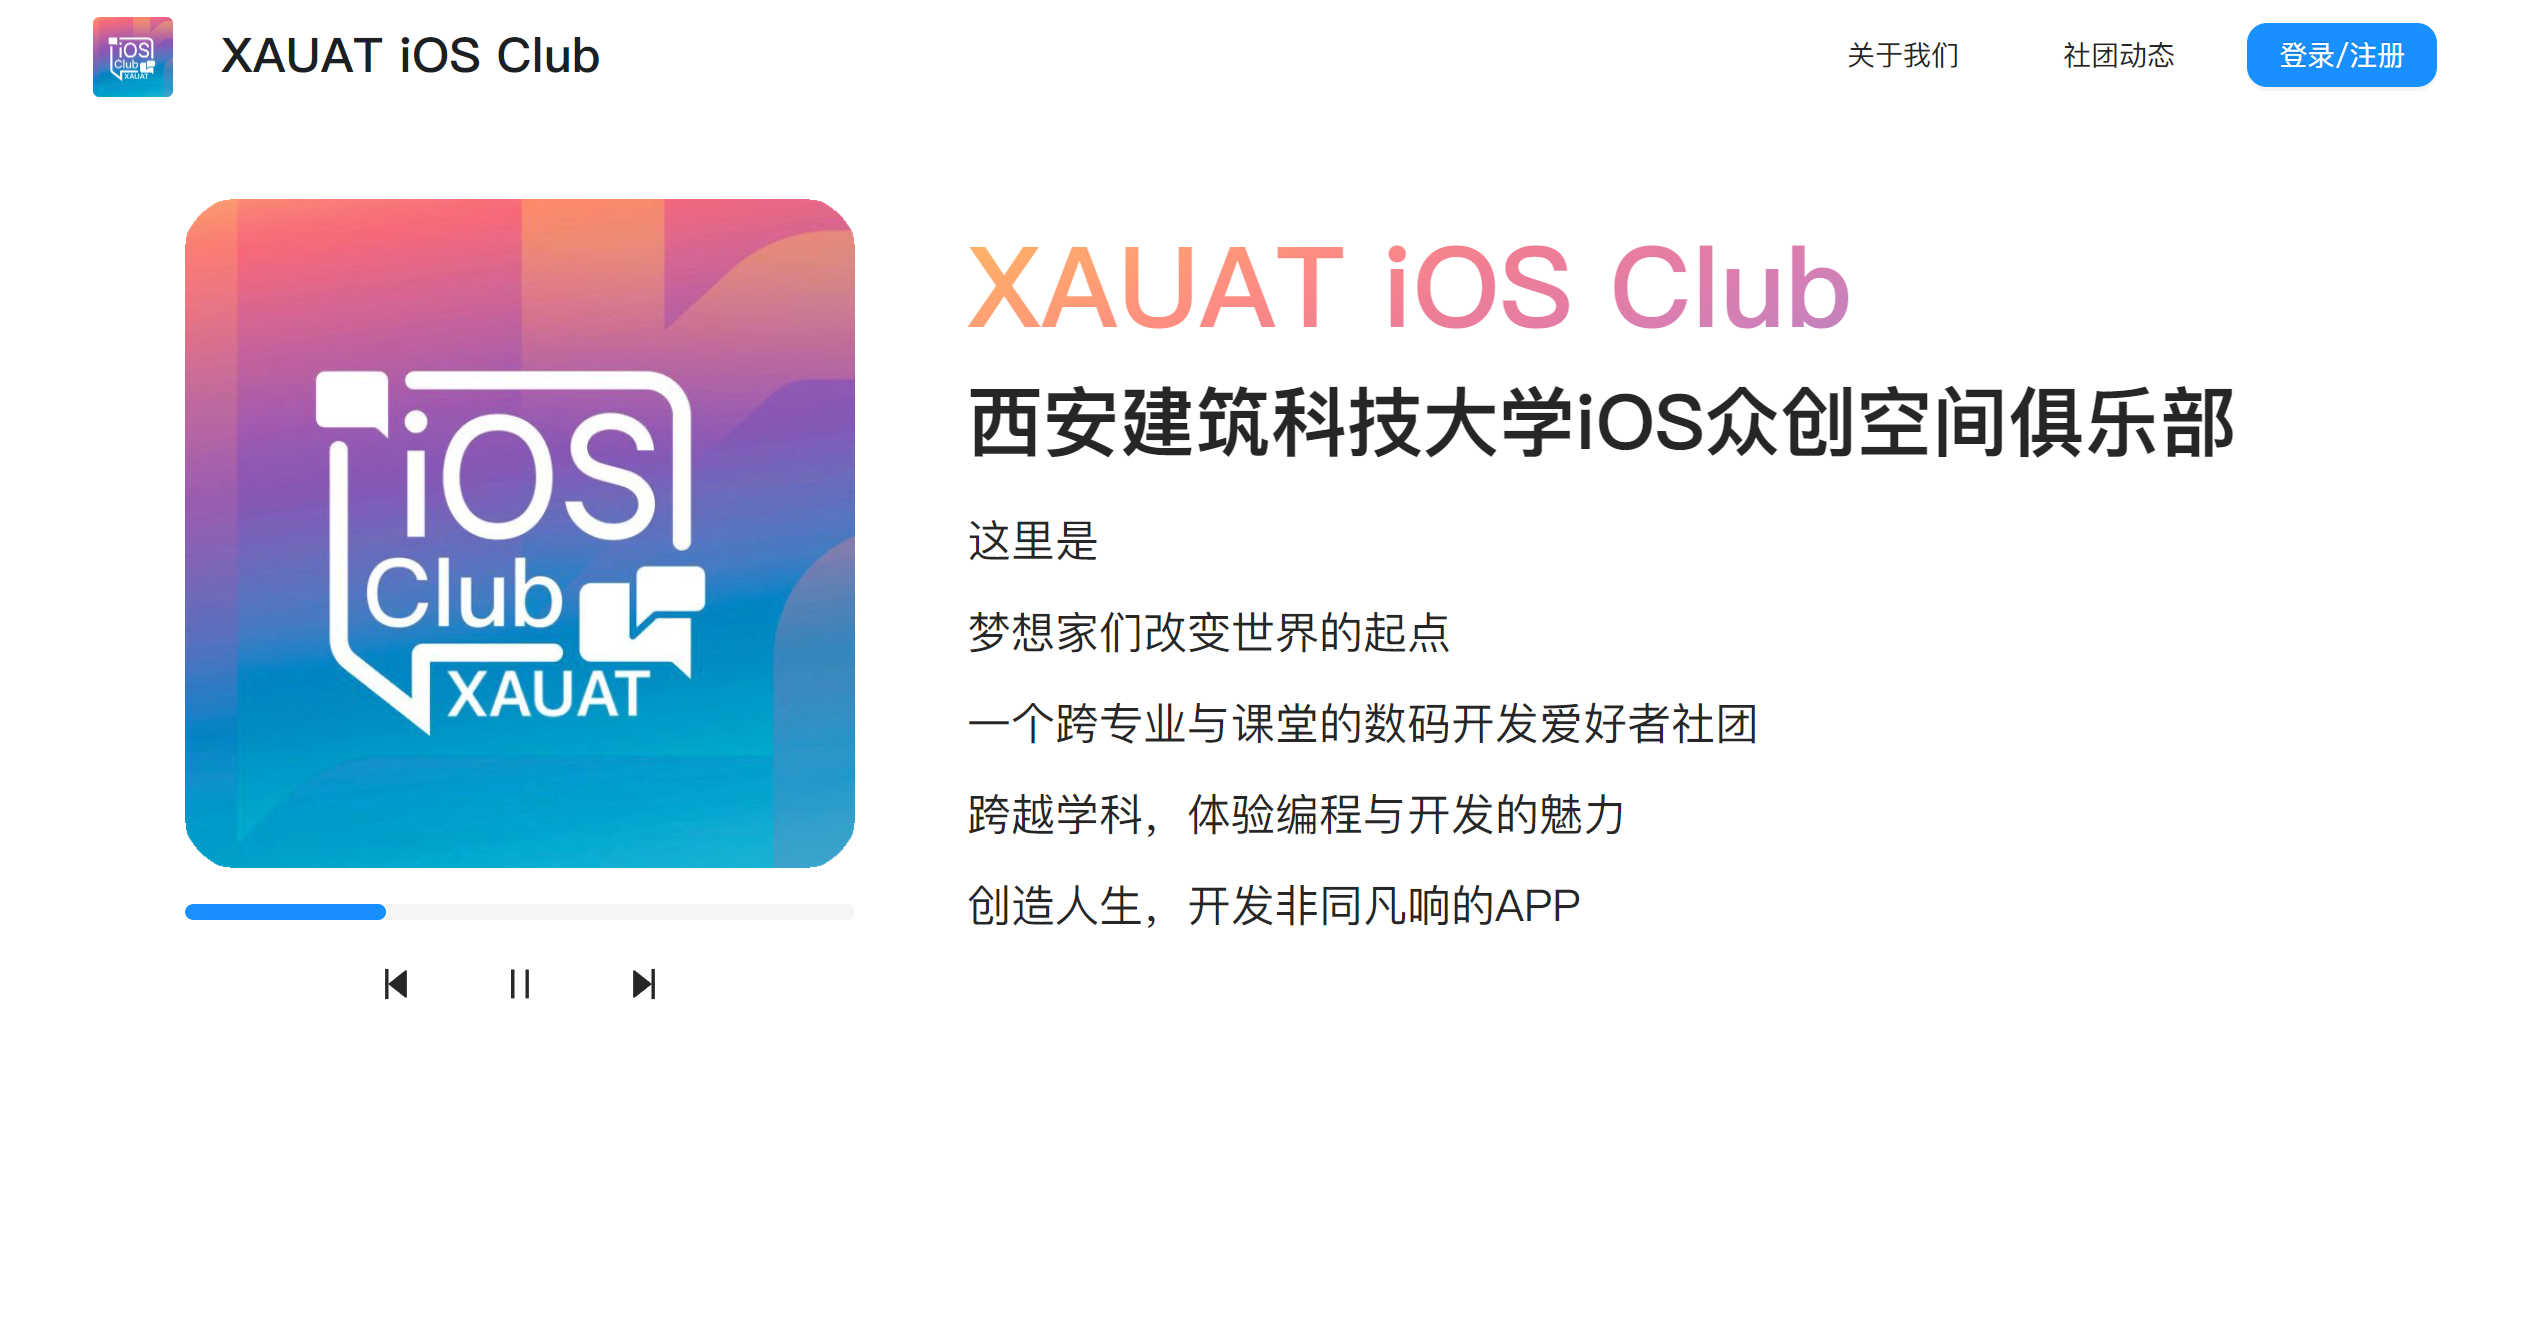 iOS
Club
XAUAT
XAUAT iOS Club
关于我们
社团动态
登录/注册
iOS
Club
XAUAT
XAUAT iOS Club
西安建筑科技大学iOS众创空间俱乐部
这里是
梦想家们改变世界的起点
一个跨专业与课堂的数码开发爱好者社团
跨越学科，体验编程与开发的魅力
创造人生，开发非同凡响的APP